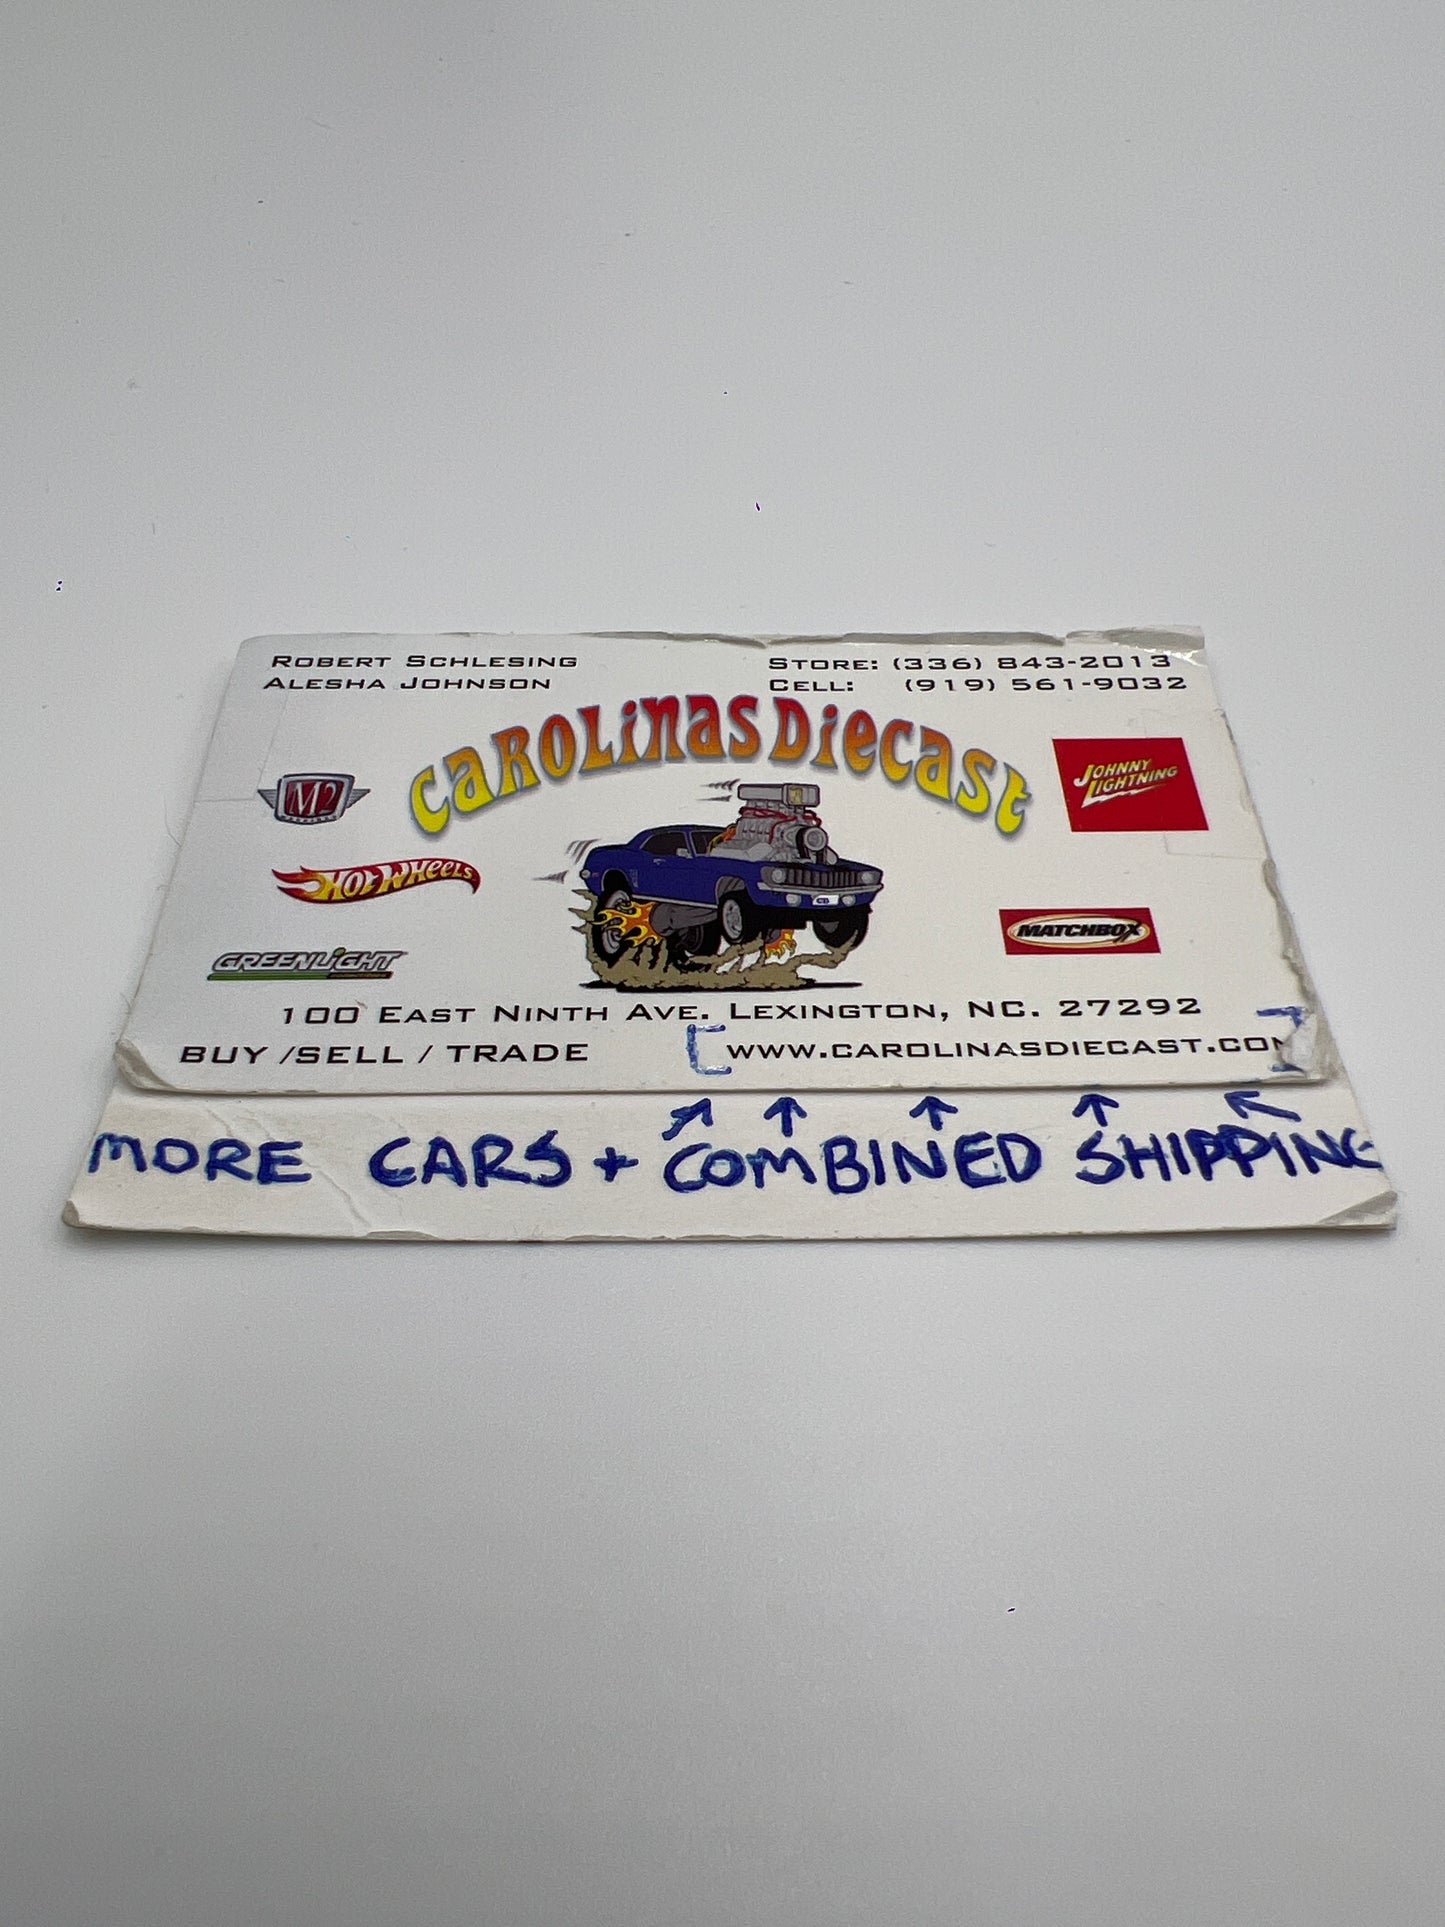 ROBERT SCHLESING
ALESHA JOHNSON
STORE: (336) 843-2013
CELL: (919) 561-9032
CAROLINAS DIECAST
M2
JOHNNY
LIGHTNING
HOT WHEELS
MATCHBOX
GREENLIGHT
100 EAST NINTH AVE. LEXINGTON, NC. 27292
BUY /SELL / TRADE
[WWW.CAROLINASDIECAST.COM]
MORE CARS + COMBINED SHIPPING